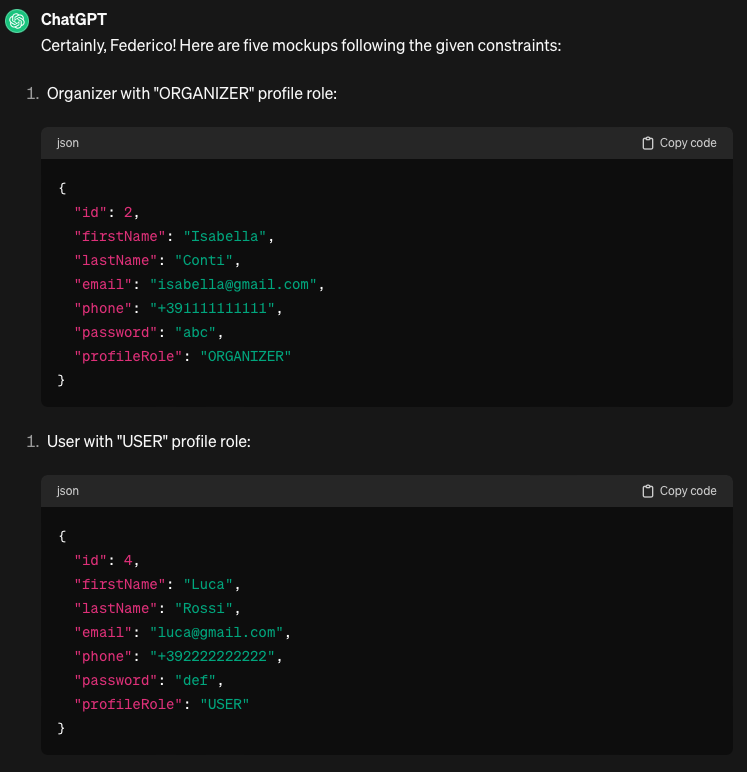 ChatGPT
Certainly, Federico! Here are five mockups following the given constraints:
1. Organizer with "ORGANIZER" profile role:
json Copy code
{
  "id": 2,
  "firstName": "Isabella",
  "lastName": "Conti",
  "email": "isabella@gmail.com",
  "phone": "+391111111111",
  "password": "abc",
  "profileRole": "ORGANIZER"
}
1. User with "USER" profile role:
json Copy code
{
  "id": 4,
  "firstName": "Luca",
  "lastName": "Rossi",
  "email": "luca@gmail.com",
  "phone": "+392222222222",
  "password": "def",
  "profileRole": "USER"
}